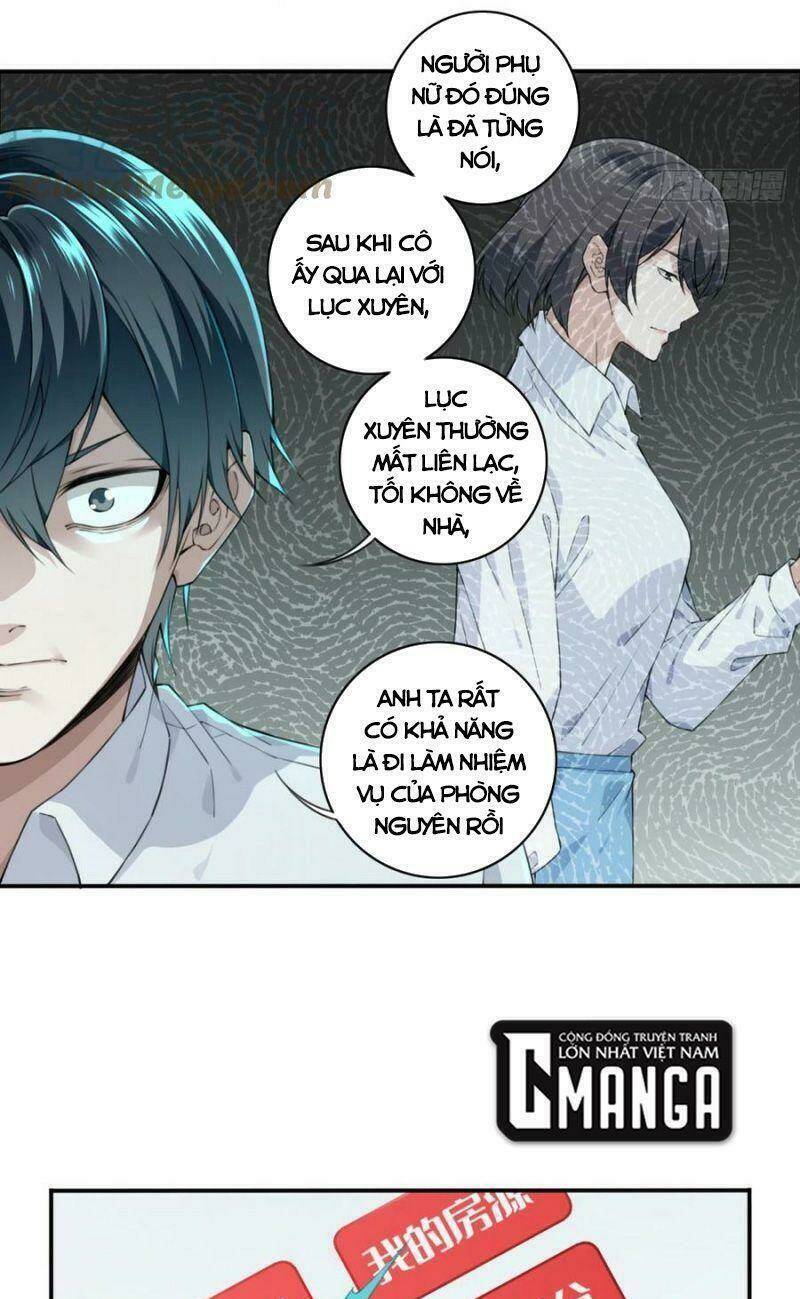 NGƯỜI PHỤ
NỮ ĐÓ ĐÚNG
LÀ ĐÃ TỪNG
NÓI,
SAU KHI CÔ
ẤY QUA LẠI VỚI
LỤC XUYÊN,
LỤC
XUYÊN THƯỜNG
MẤT LIÊN LẠC,
TỐI KHÔNG VỀ
NHÀ,
ANH TA RẤT
CÓ KHẢ NĂNG
LÀ ĐI LÀM NHIỆM
VỤ CỦA PHÒNG
NGUYÊN RỒI
CỘNG ĐỒNG TRUYỆN TRANH
LỚN NHẤT VIỆT NAM
CMANGA
我的房源